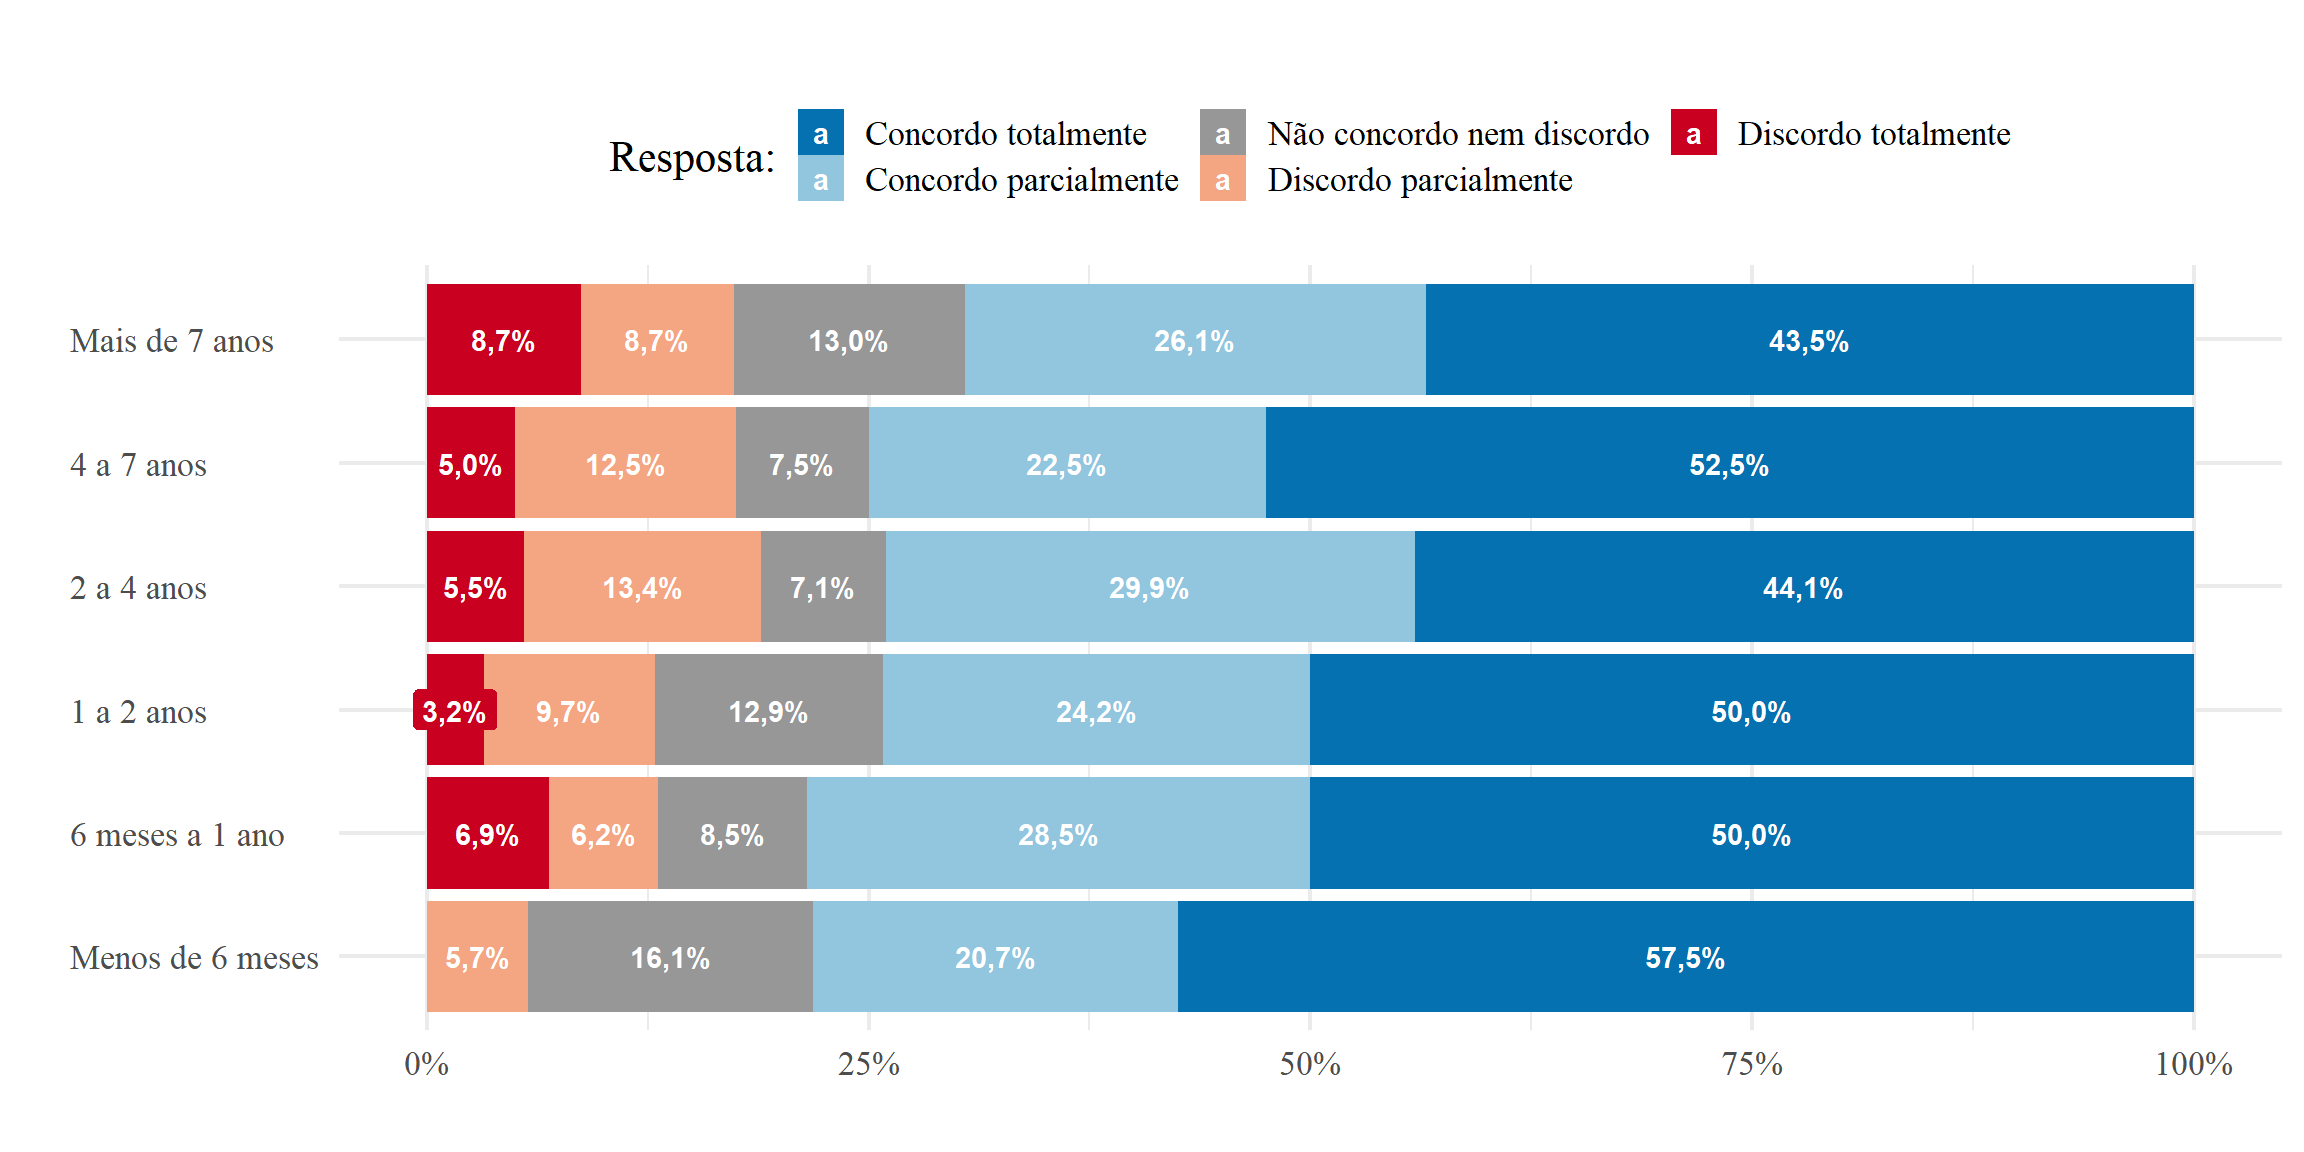 Resposta:
a Concordo totalmente a Não concordo nem discordo a Discordo totalmente
a Concordo parcialmente a Discordo parcialmente
Mais de 7 anos 8,7% 8,7% 13,0% 26,1% 43,5%
4 a 7 anos 5,0% 12,5% 7,5% 22,5% 52,5%
2 a 4 anos 5,5% 13,4% 7,1% 29,9% 44,1%
1 a 2 anos 3,2% 9,7% 12,9% 24,2% 50,0%
6 meses a 1 ano 6,9% 6,2% 8,5% 28,5% 50,0%
Menos de 6 meses 5,7% 16,1% 20,7% 57,5%
0% 25% 50% 75% 100%